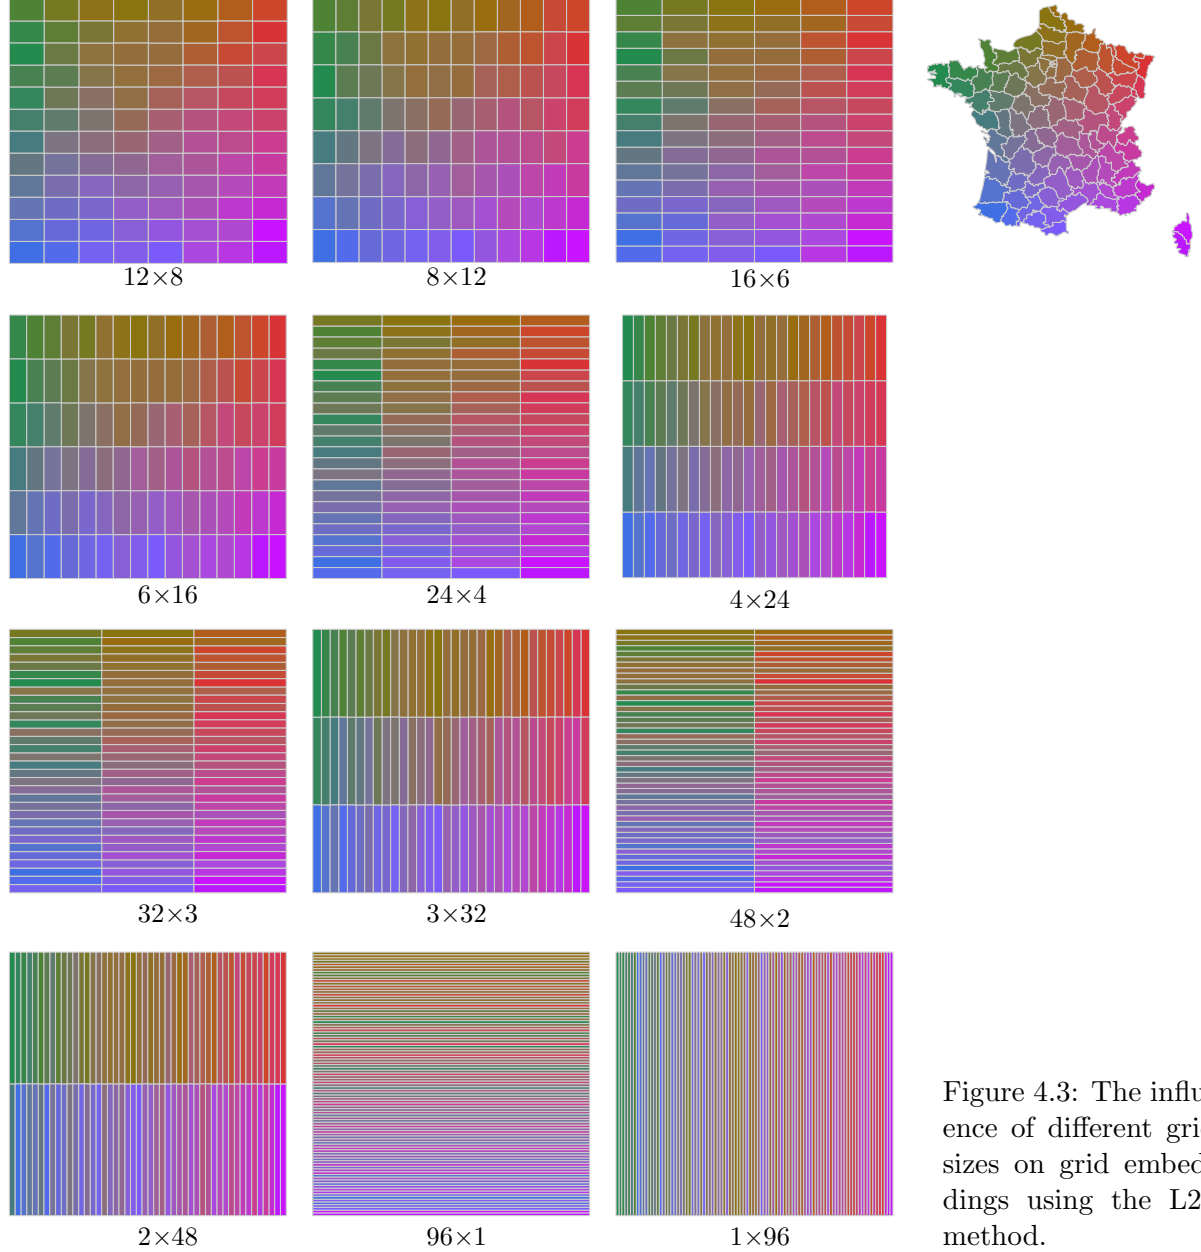 12×8
8×12
16×6
6×16
24×4
4×24
32×3
3×32
48×2
2×48
96×1
1×96
Figure 4.3: The influ
ence of different gri
sizes on grid embed
dings using the L2
method.